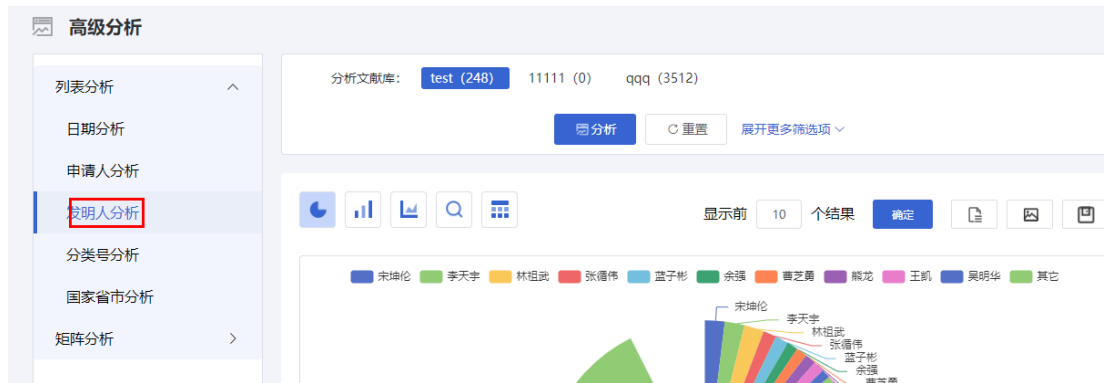 高级分析
列表分析
日期分析
申请人分析
发明人分析
分类号分析
国家省市分析
矩阵分析
分析文献库： test (248) 11111 (0) qqq (3512)
分析 重置 展开更多筛选项
显示前 10 个结果 确定
宋坤伦 李天宇 林祖武 张循伟 蓝子彬 余强 曹芝勇 熊龙 王凯 吴明华 其它
宋坤伦
李天宇
林祖武
张循伟
蓝子彬
余强
曹芝勇